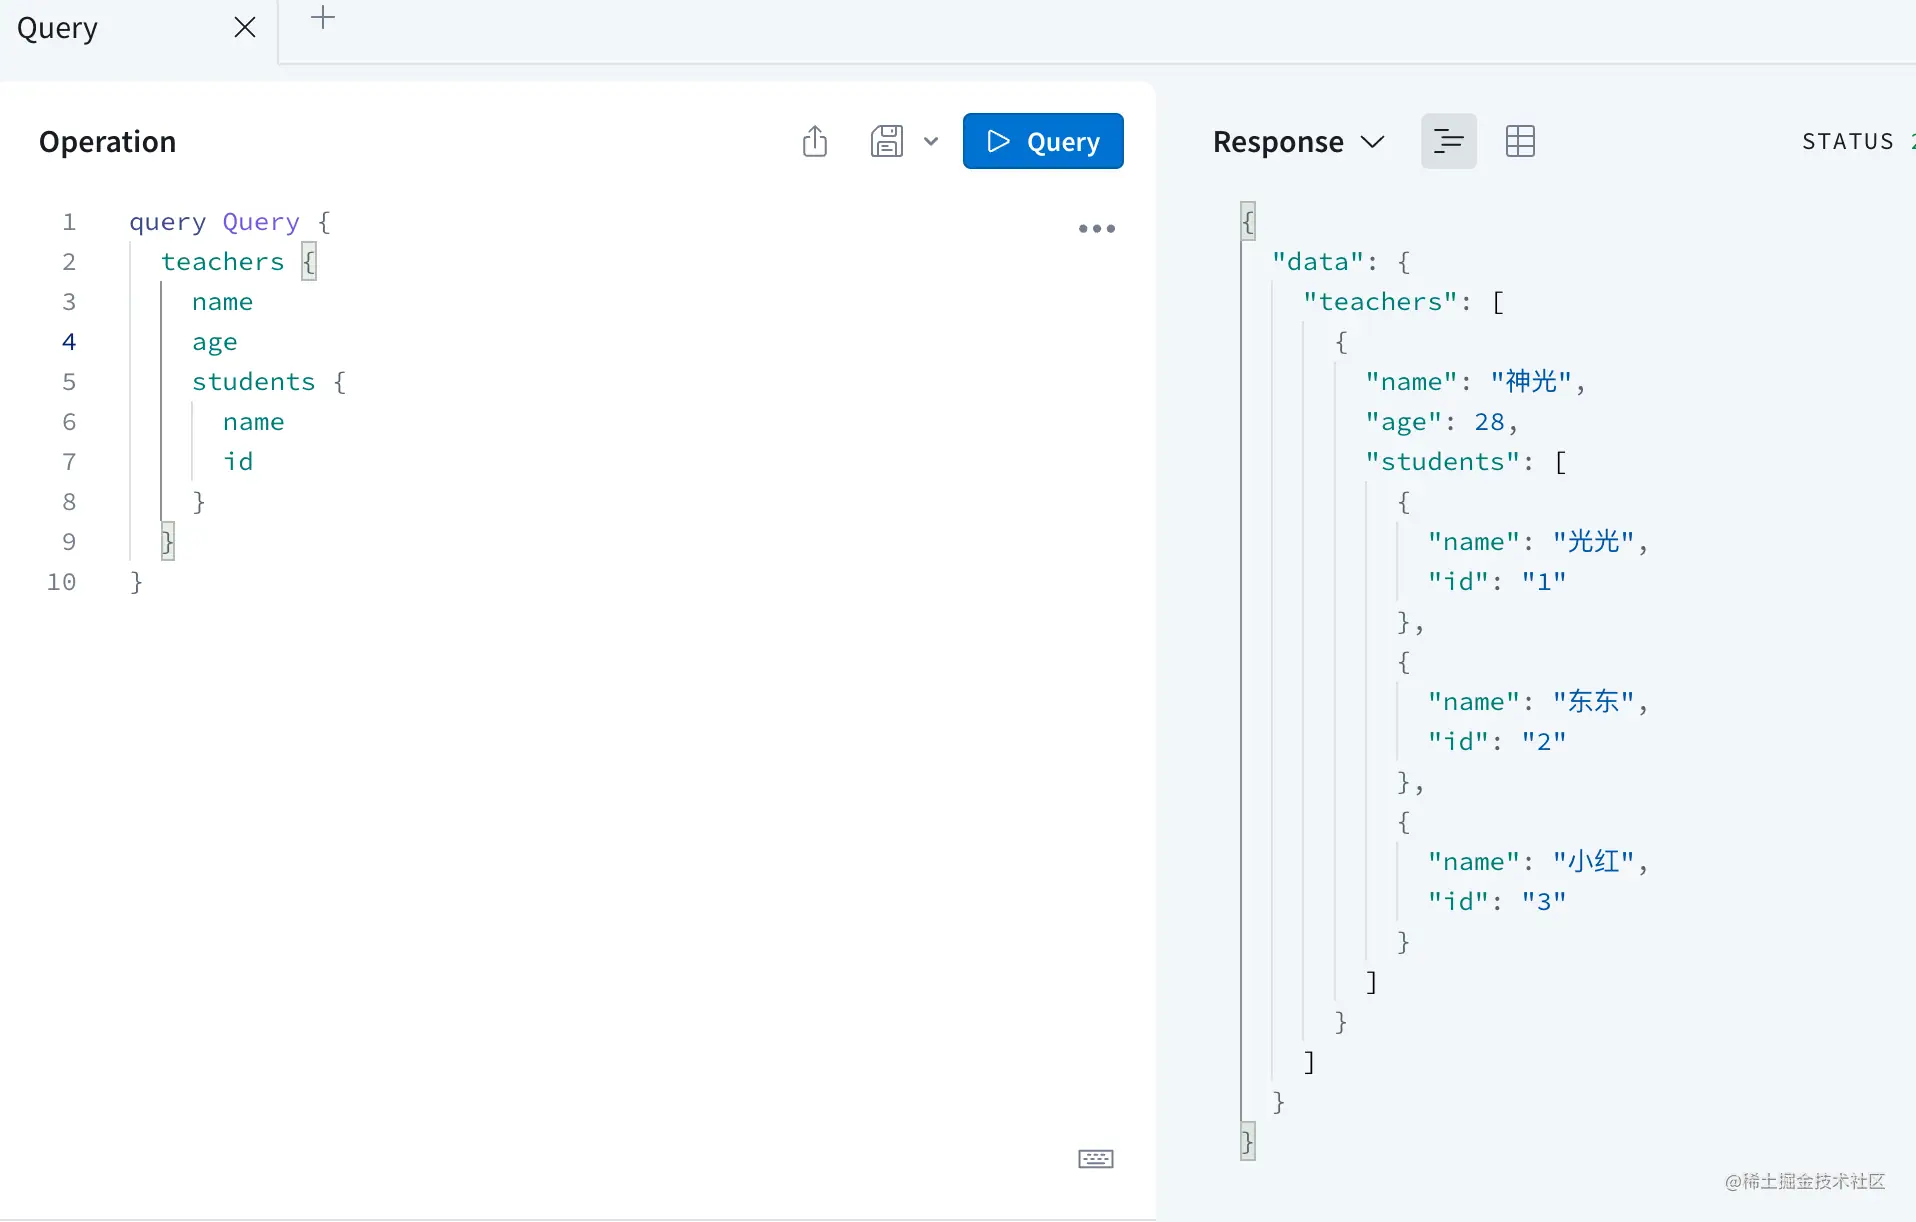 Query
Operation
Query
1 query Query {
2 teachers {
3 name
4 age
5 students {
6 name
7 id
8 }
9 }
10 }
Response
STATUS
{
"data": {
"teachers": [
{
"name": "神光",
"age": 28,
"students": [
{
"name": "光光",
"id": "1"
},
{
"name": "东东",
"id": "2"
},
{
"name": "小红",
"id": "3"
}
]
}
]
}
}
@稀土掘金技术社区